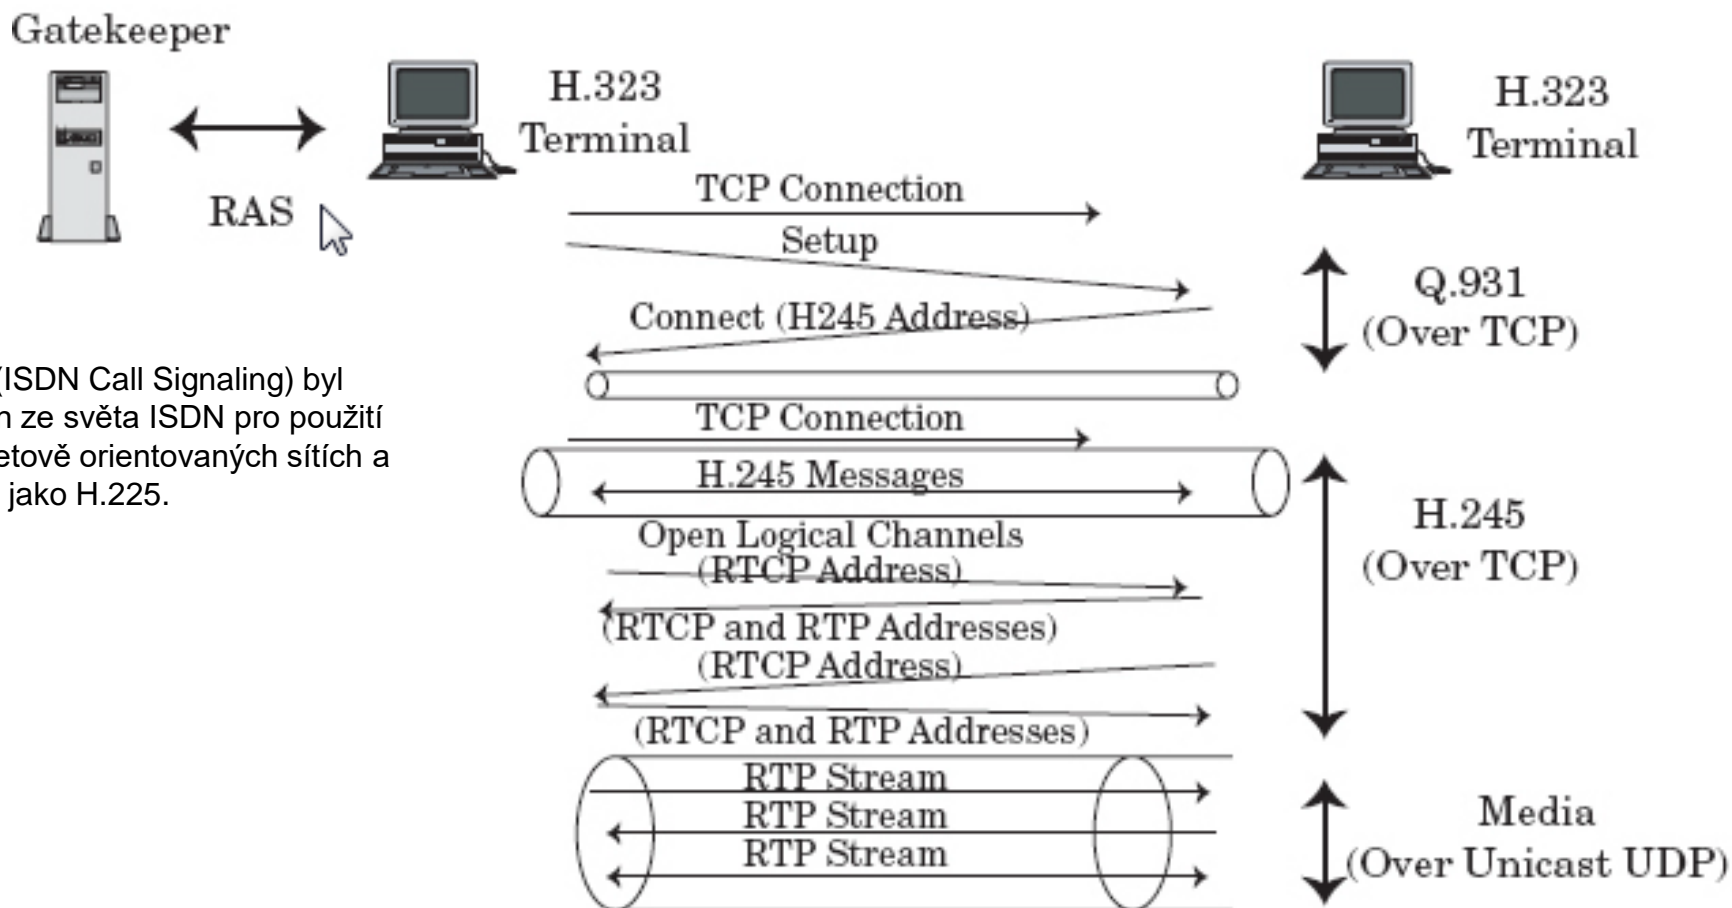 Gatekeeper
H.323
Terminal
H.323
Terminal
RAS
TCP Connection
Setup
Connect (H245 Address)
Q.931
(Over TCP)
(ISDN Call Signaling) byl
ze světa ISDN pro použití
orientovaných sítích a
jako H.225.
TCP Connection
H.245 Messages
Open Logical Channels
(RTCP Address)
(RTCP and RTP Addresses)
(RTCP Address)
(RTCP and RTP Addresses)
H.245
(Over TCP)
RTP Stream
RTP Stream
RTP Stream
Media
(Over Unicast UDP)